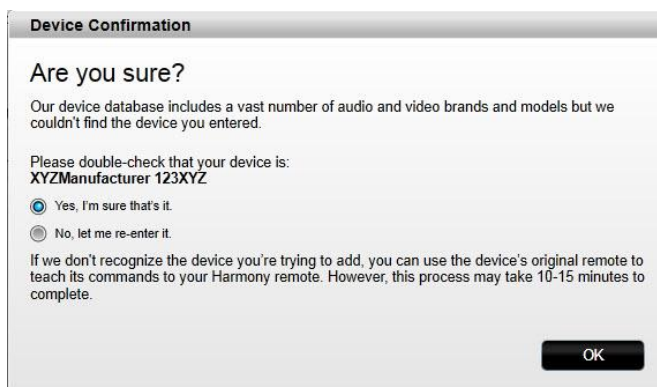 Device Confirmation
Are you sure?
Our device database includes a vast number of audio and video brands and models but we
couldn't find the device you entered.
Please double-check that your device is:
XYZManufacturer 123XYZ
Yes, I'm sure that's it.
No, let me re-enter it.
If we don't recognize the device you're trying to add, you can use the device's original remote to
teach its commands to your Harmony remote. However, this process may take 10-15 minutes to
complete.
OK